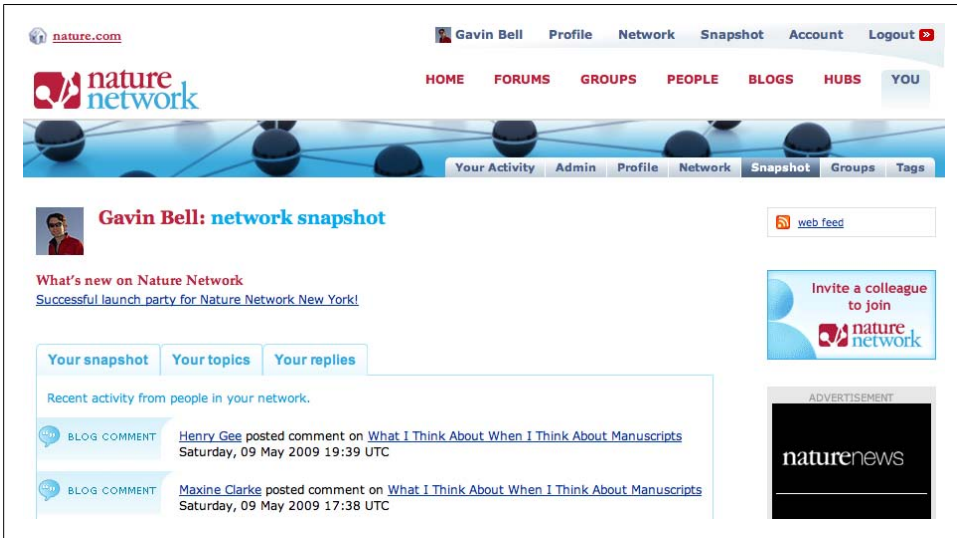 nature.com
Gavin Bell Profile Network Snapshot Account Logout
nature
network
HOME FORUMS GROUPS PEOPLE BLOGS HUBS YOU
Your Activity Admin Profile Network Snapshot Groups Tags
Gavin Bell: network snapshot
web feed
What's new on Nature Network
Successful launch party for Nature Network New York!
Invite a colleague
to join
nature
network
Your snapshot Your topics Your replies
Recent activity from people in your network.
ADVERTISEMENT
BLOG COMMENT Henry Gee posted comment on What I Think About When I Think About Manuscripts
Saturday, 09 May 2009 19:39 UTC
naturenews
BLOG COMMENT Maxine Clarke posted comment on What I Think About When I Think About Manuscripts
Saturday, 09 May 2009 17:38 UTC